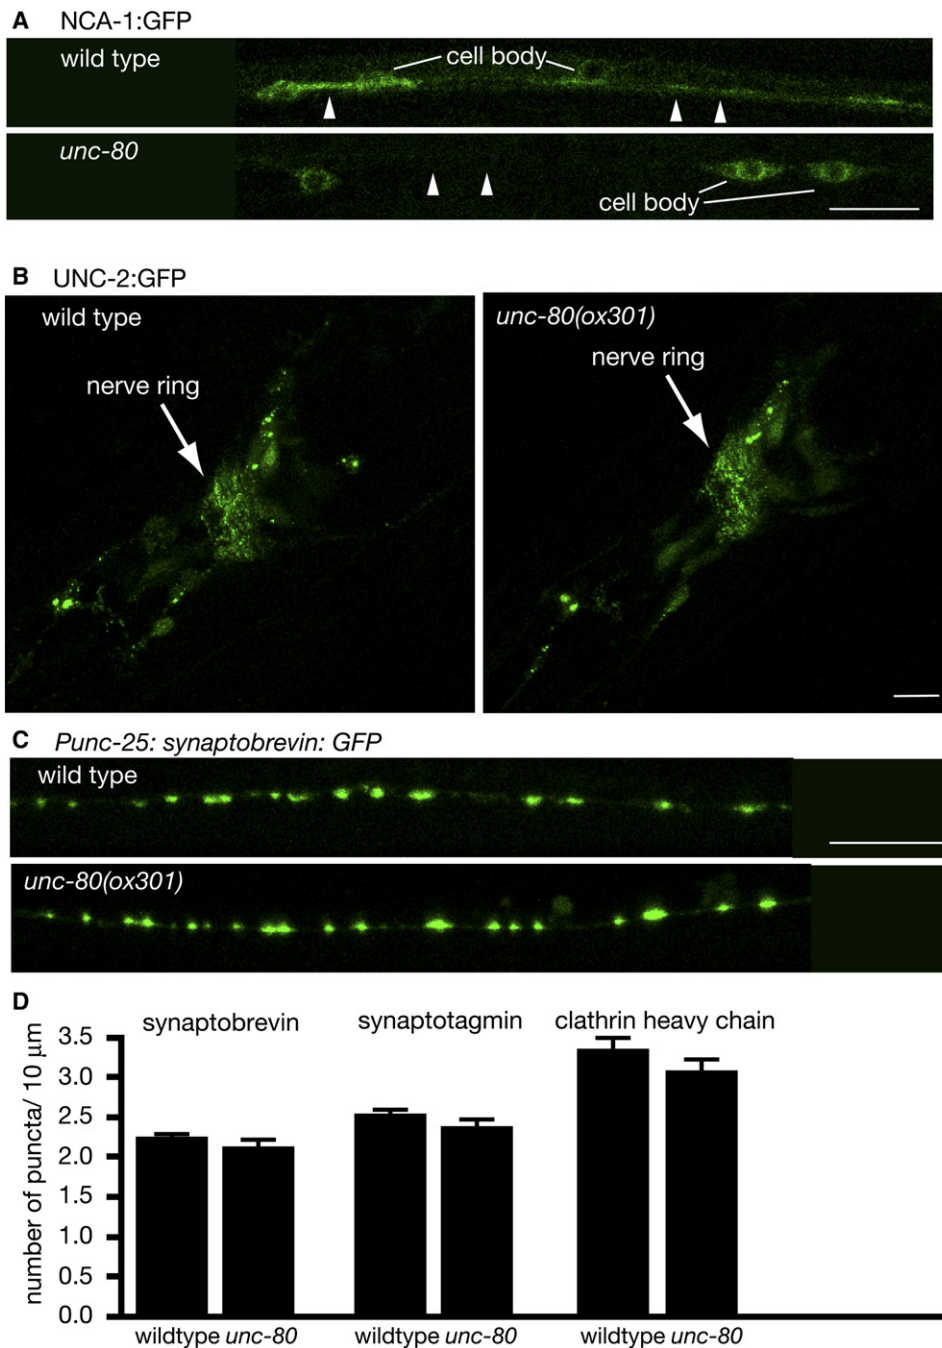 A NCA-1:GFP
wild type
cell body
unc-80
cell body
B UNC-2:GFP
wild type
nerve ring
unc-80(ox301)
nerve ring
C Punc-25: synaptobrevin: GFP
wild type
unc-80(ox301)
D
synaptobrevin synaptotagmin clathrin heavy chain
number of puncta/ 10 μm
3.5
3.0
2.5
2.0
1.5
1.0
0.5
0.0
wildtype unc-80 wildtype unc-80 wildtype unc-80